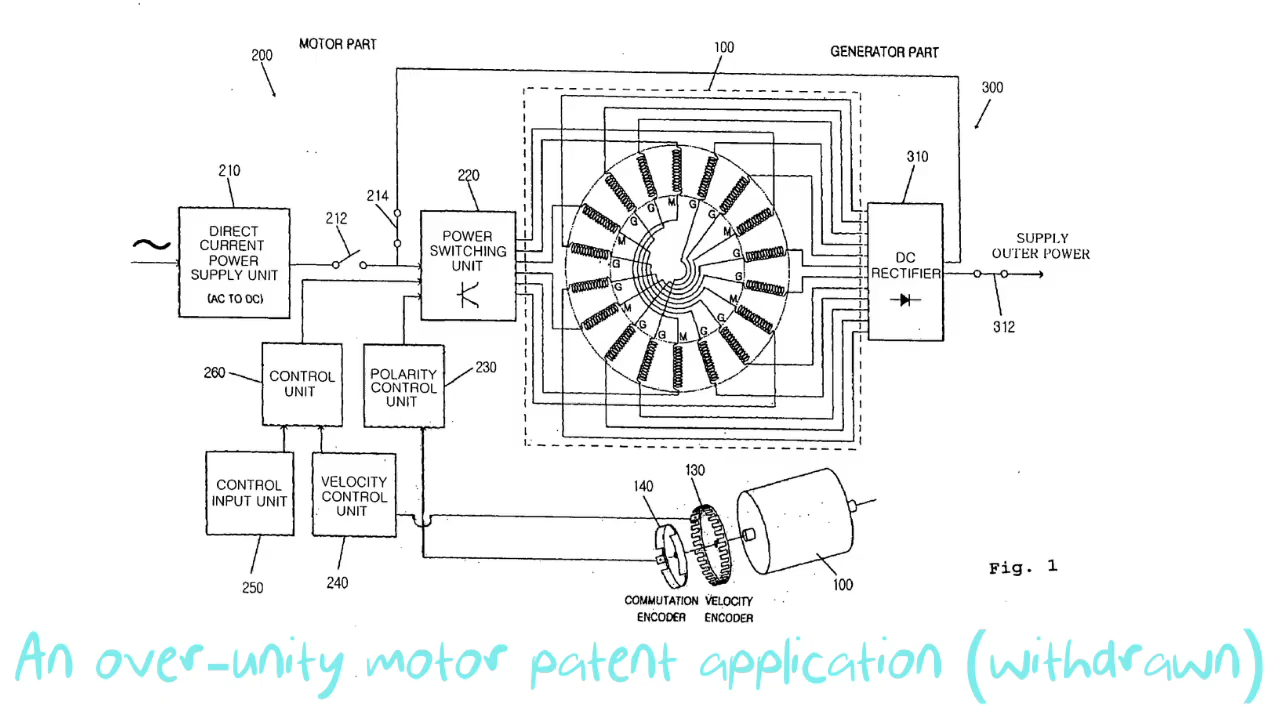 MOTOR PART
GENERATOR PART
200
100
300
210
212
214
220
310
DIRECT
CURRENT
POWER
SUPPLY UNIT
(AC TO DC)
POWER
SWITCHING
UNIT
M
G
G
M
G
G
M
G
G
M
G
G
M
G
G
M
G
G
DC
RECTIFIER
SUPPLY
OUTER POWER
312
260
CONTROL
UNIT
POLARITY
CONTROL
UNIT
230
CONTROL
INPUT UNIT
VELOCITY
CONTROL
UNIT
250
240
140
130
100
COMMUTATION
ENCODER
VELOCITY
ENCODER
Fig. 1
An over-unity motor patent application (withdrawn)